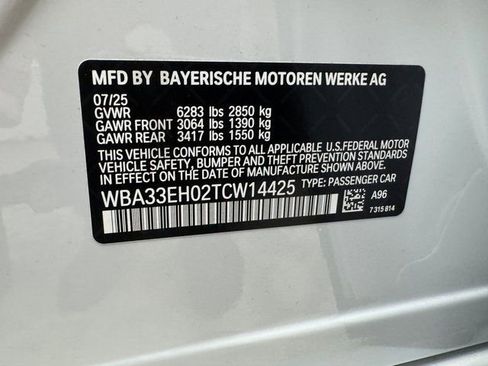 MFD BY BAYERISCHE MOTOREN WERKE AG
07/25
GVWR 6283 lbs 2850 kg
GAWR FRONT 3064 lbs 1390 kg
GAWR REAR 3417 lbs 1550 kg
THIS VEHICLE CONFORMS TO ALL APPLICABLE U.S.FEDERAL MOTOR
VEHICLE SAFETY, BUMPER AND THEFT PREVENTION STANDARDS
IN EFFECT ON THE DATE OF MANUFACTURE SHOWN ABOVE.
WBA33EH02TCW14425 TYPE: PASSENGER CAR
A96
7 315 814